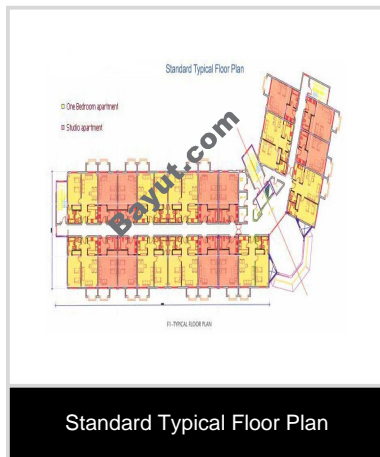 Standard Typical Floor Plan
One Bedroom apartment
Studio apartment
Bayut.com
F1-TYPICAL FLOOR PLAN
Standard Typical Floor Plan